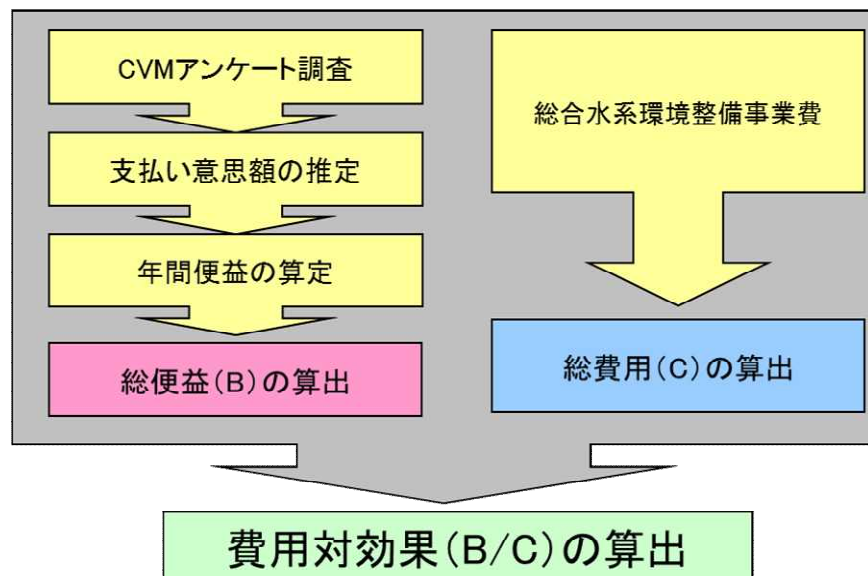 CVMアンケート調査
支払い意思額の推定
年間便益の算定
総便益(B)の算出
総合水系環境整備事業費
総費用(C)の算出
費用対効果(B/C)の算出